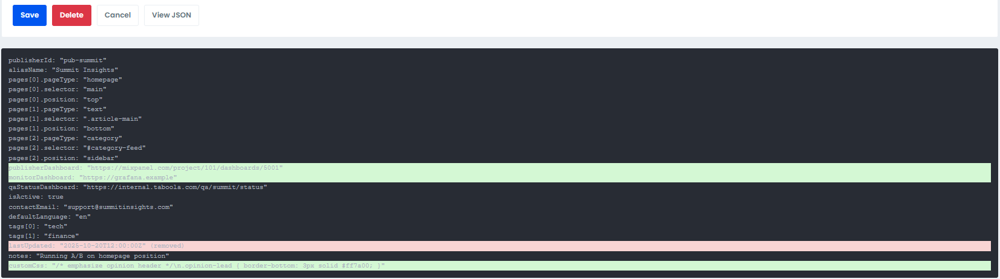 Save Delete Cancel View JSON
publisherId: "pub-summit"
aliasName: "Summit Insights"
pages[0].pageType: "homepage"
pages[0].selector: "main"
pages[0].position: "top"
pages[1].pageType: "text"
pages[1].selector: ".article-main"
pages[1].position: "bottom"
pages[2].pageType: "category"
pages[2].selector: "#category-feed"
pages[2].position: "sidebar"
publisherDashboard: "https://mixpanel.com/project/101/dashboards/5001"
monitorDashboard: "https://grafana.example"
qaStatusDashboard: "https://internal.taboola.com/qa/summit/status"
isActive: true
contactEmail: "support@summitinsights.com"
defaultLanguage: "en"
tags[0]: "tech"
tags[1]: "finance"
lastUpdated: "2025-10-20T12:00:00Z" (removed)
notes: "Running A/B on homepage position"
customCss: "/* emphasize opinion header */\n.opinion-lead { border-bottom: 3px solid #ff7a00; }"